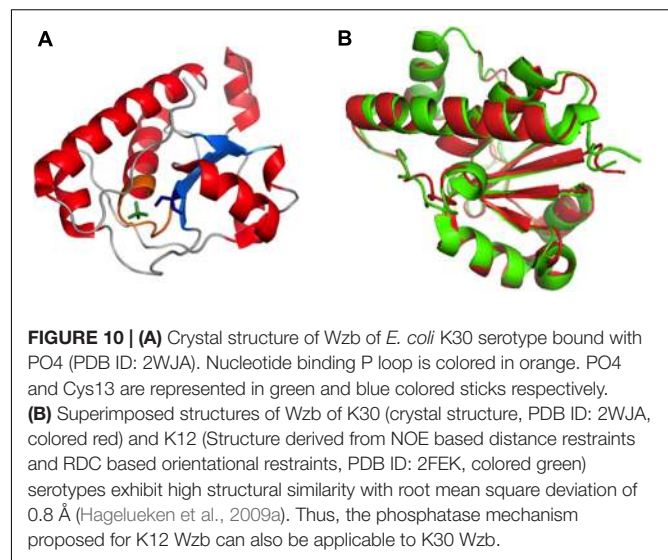 A
B
FIGURE 10 | (A) Crystal structure of Wzb of E. coli K30 serotype bound with
PO4 (PDB ID: 2WJA). Nucleotide binding P loop is colored in orange. PO4
and Cys13 are represented in green and blue colored sticks respectively.
(B) Superimposed structures of Wzb of K30 (crystal structure, PDB ID: 2WJA,
colored red) and K12 (Structure derived from NOE based distance restraints
and RDC based orientational restraints, PDB ID: 2FEK, colored green)
serotypes exhibit high structural similarity with root mean square deviation of
0.8 Å (Hagelueken et al., 2009a). Thus, the phosphatase mechanism
proposed for K12 Wzb can also be applicable to K30 Wzb.